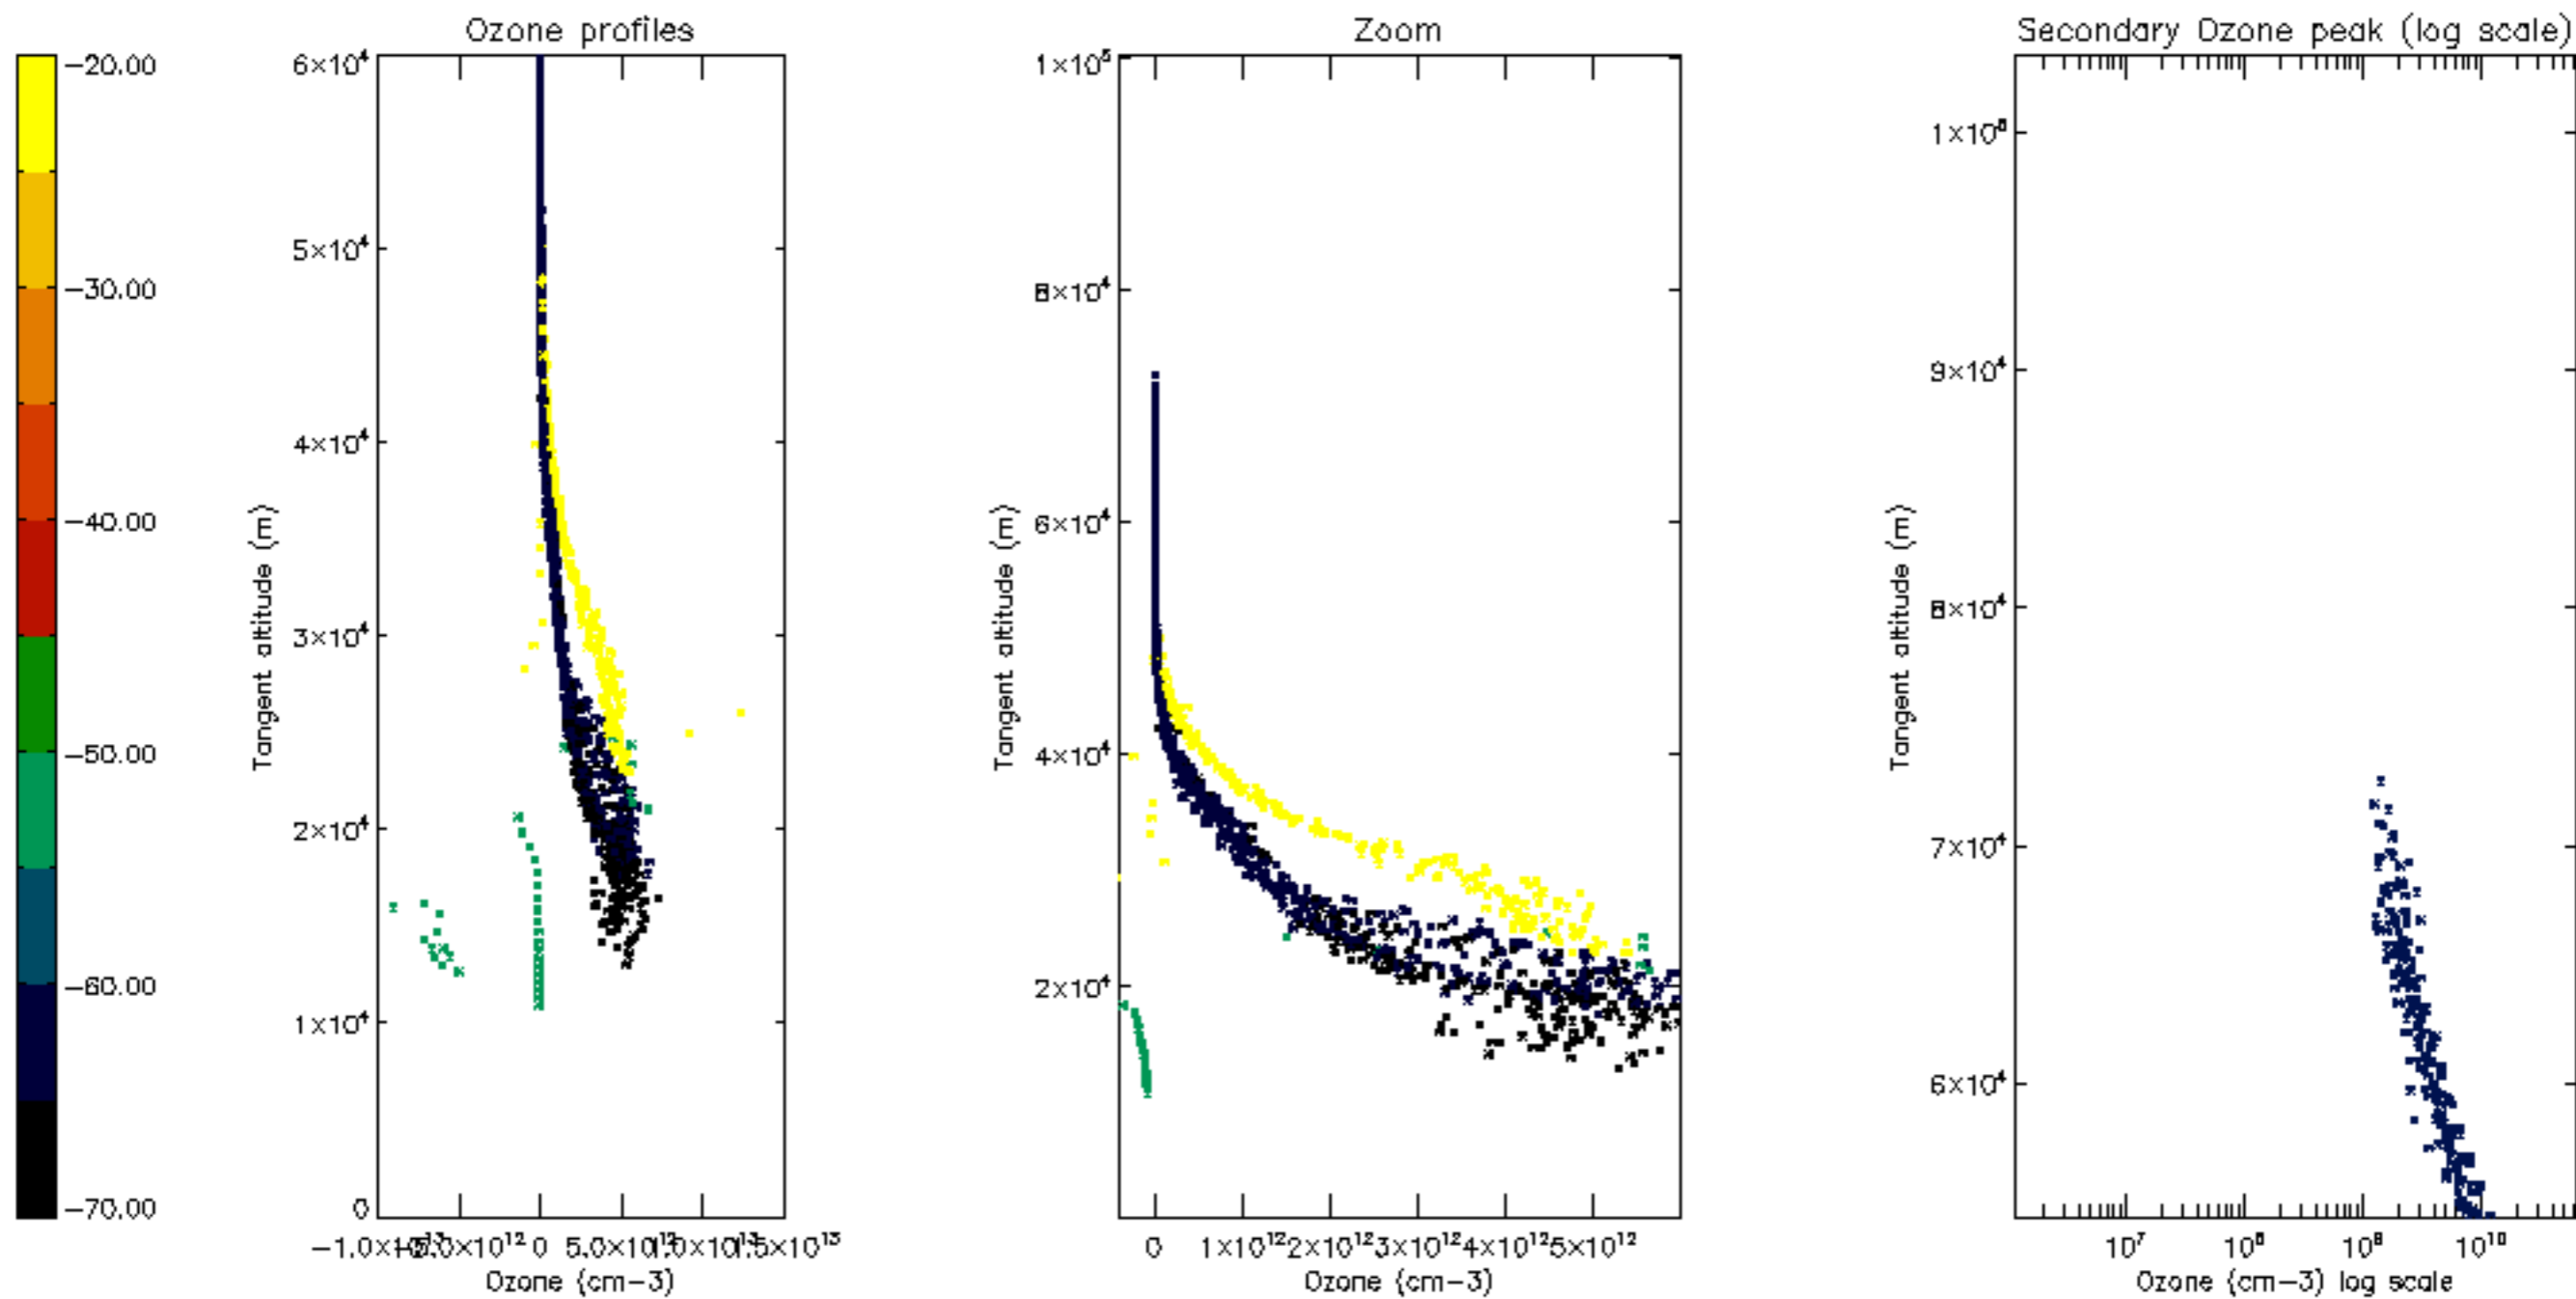 Ozone profiles
Zoom
Secondary Ozone peak (log scale)
−20.00
−30.00
−40.00
−50.00
−60.00
−70.00
6×10⁴
5×10⁴
4×10⁴
3×10⁴
2×10⁴
1×10⁴
0
Tangent altitude (m)
0
Ozone (cm−3)
1×10⁵
8×10⁴
6×10⁴
4×10⁴
2×10⁴
Tangent altitude (m)
0 1×10¹² 2×10¹² 3×10¹² 4×10¹² 5×10¹²
Ozone (cm−3)
9×10⁴
8×10⁴
7×10⁴
6×10⁴
Tangent altitude (m)
10⁷ 10⁸ 10⁹ 10¹⁰
Ozone (cm−3) log scale